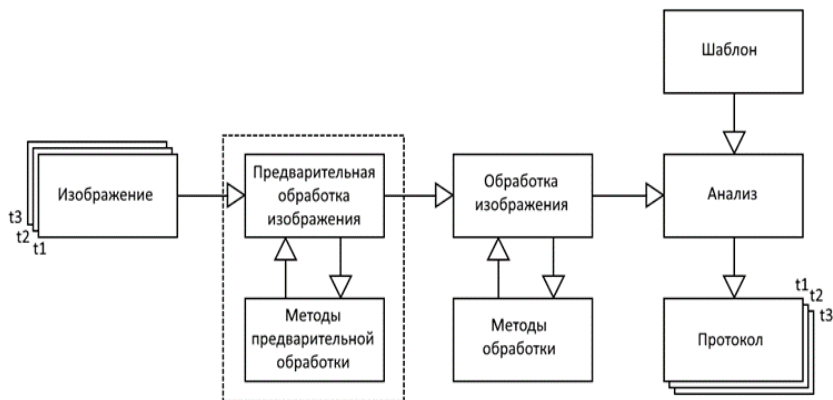 Шаблон
Изображение
t3
t2
t1
Предварительная
обработка
изображения
Обработка
изображения
Анализ
Методы
предварительной
обработки
Методы
обработки
Протокол
t1
t2
t3